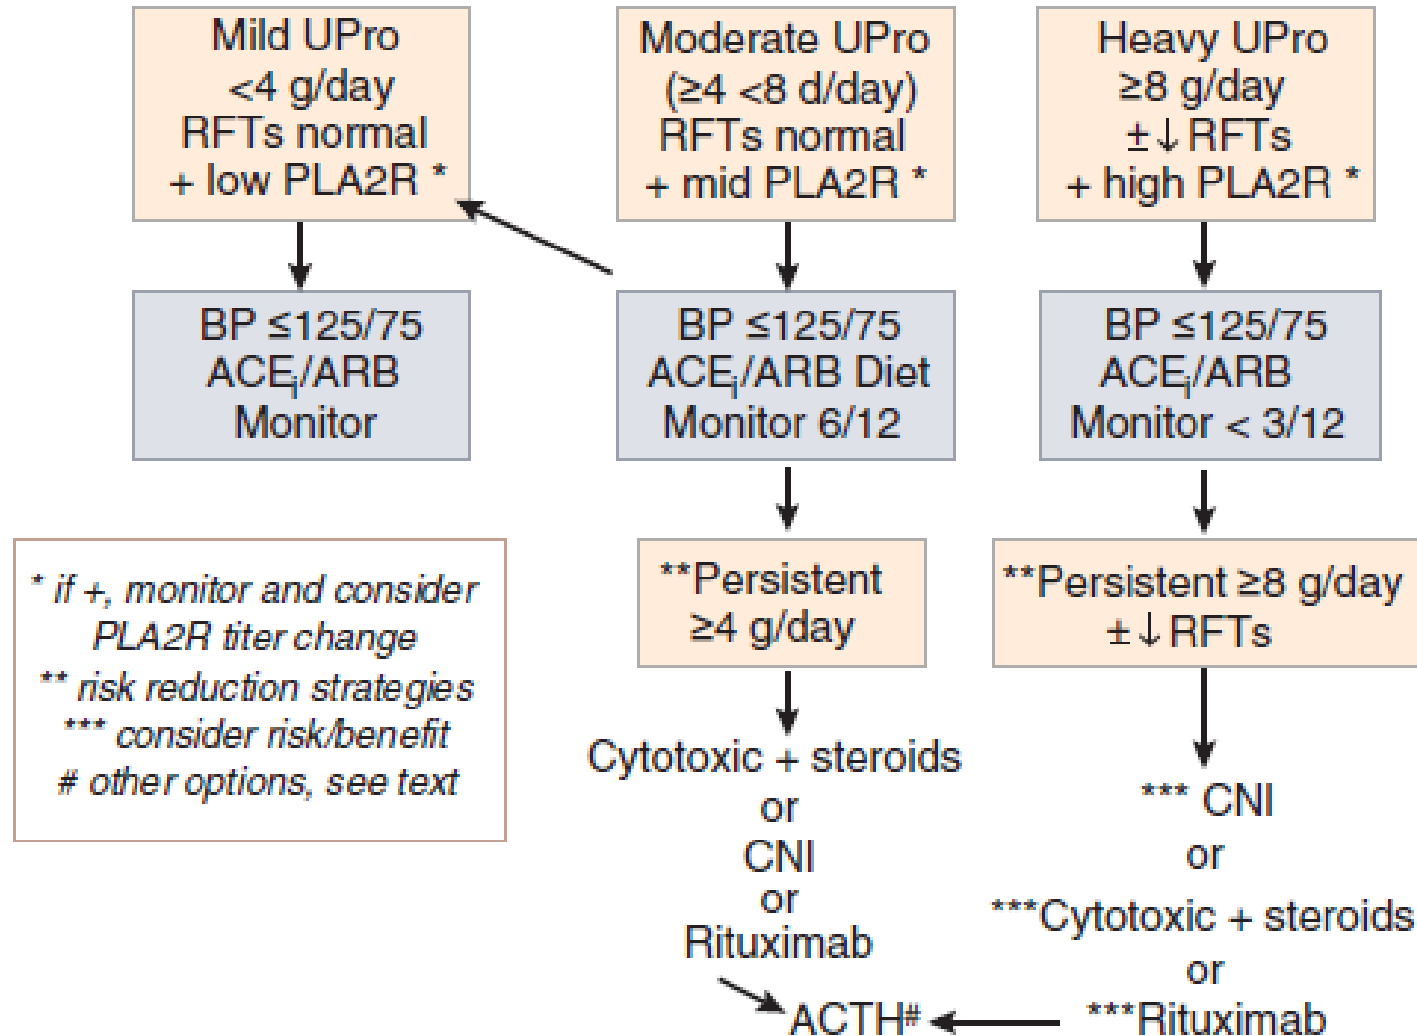 Mild UPro
<4 g/day
RFTs normal
+ low PLA2R *
Moderate UPro
(≥4 <8 d/day)
RFTs normal
+ mid PLA2R *
Heavy UPro
≥8 g/day
±↓RFTs
+ high PLA2R *
BP ≤125/75
ACEi/ARB
Monitor
BP ≤125/75
ACEi/ARB Diet
Monitor 6/12
BP ≤125/75
ACEi/ARB
Monitor < 3/12
* if +, monitor and consider
PLA2R titer change
** risk reduction strategies
*** consider risk/benefit
# other options, see text
**Persistent
≥4 g/day
**Persistent ≥8 g/day
±↓RFTs
Cytotoxic + steroids
or
CNI
or
Rituximab
*** CNI
or
***Cytotoxic + steroids
or
***Rituximab
ACTH#